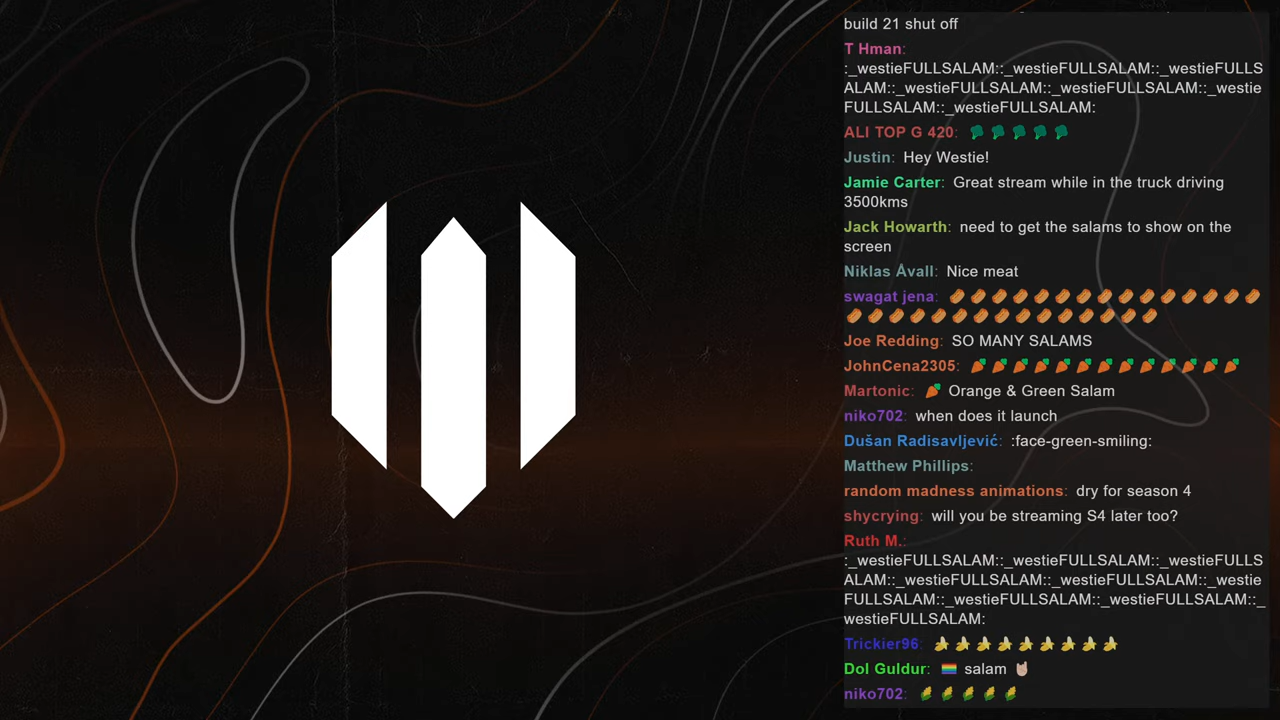 build 21 shut off
T Hman:
:_westieFULLSALAM::_westieFULLSALAM::_westieFULLS
ALAM::_westieFULLSALAM::_westieFULLSALAM::_westie
FULLSALAM::_westieFULLSALAM:
ALI TOP G 420: 🥦🥦🥦🥦🥦
Justin: Hey Westie!
Jamie Carter: Great stream while in the truck driving
3500kms
Jack Howarth: need to get the salams to show on the
screen
Niklas Åvall: Nice meat
swagat jena: 🥔🥔🥔🥔🥔🥔🥔🥔🥔🥔🥔🥔🥔🥔🥔
🥔🥔🥔🥔🥔🥔🥔🥔🥔🥔🥔🥔🥔🥔🥔
Joe Redding: SO MANY SALAMS
JohnCena2305: 🥕🥕🥕🥕🥕🥕🥕🥕🥕🥕🥕🥕🥕
Martonic: 🥕 Orange & Green Salam
niko702: when does it launch
Dušan Radisavljević: :face-green-smiling:
Matthew Phillips:
random madness animations: dry for season 4
shycrying: will you be streaming S4 later too?
Ruth M.:
:_westieFULLSALAM::_westieFULLSALAM::_westieFULLS
ALAM::_westieFULLSALAM::_westieFULLSALAM::_westie
FULLSALAM::_westieFULLSALAM::_westieFULLSALAM::_
westieFULLSALAM:
Trickier96: 🍌🍌🍌🍌🍌🍌🍌🍌🍌
Dol Guldur: 🏳️‍🌈 salam 🤘🏼
niko702: 🌽🌽🌽🌽🌽